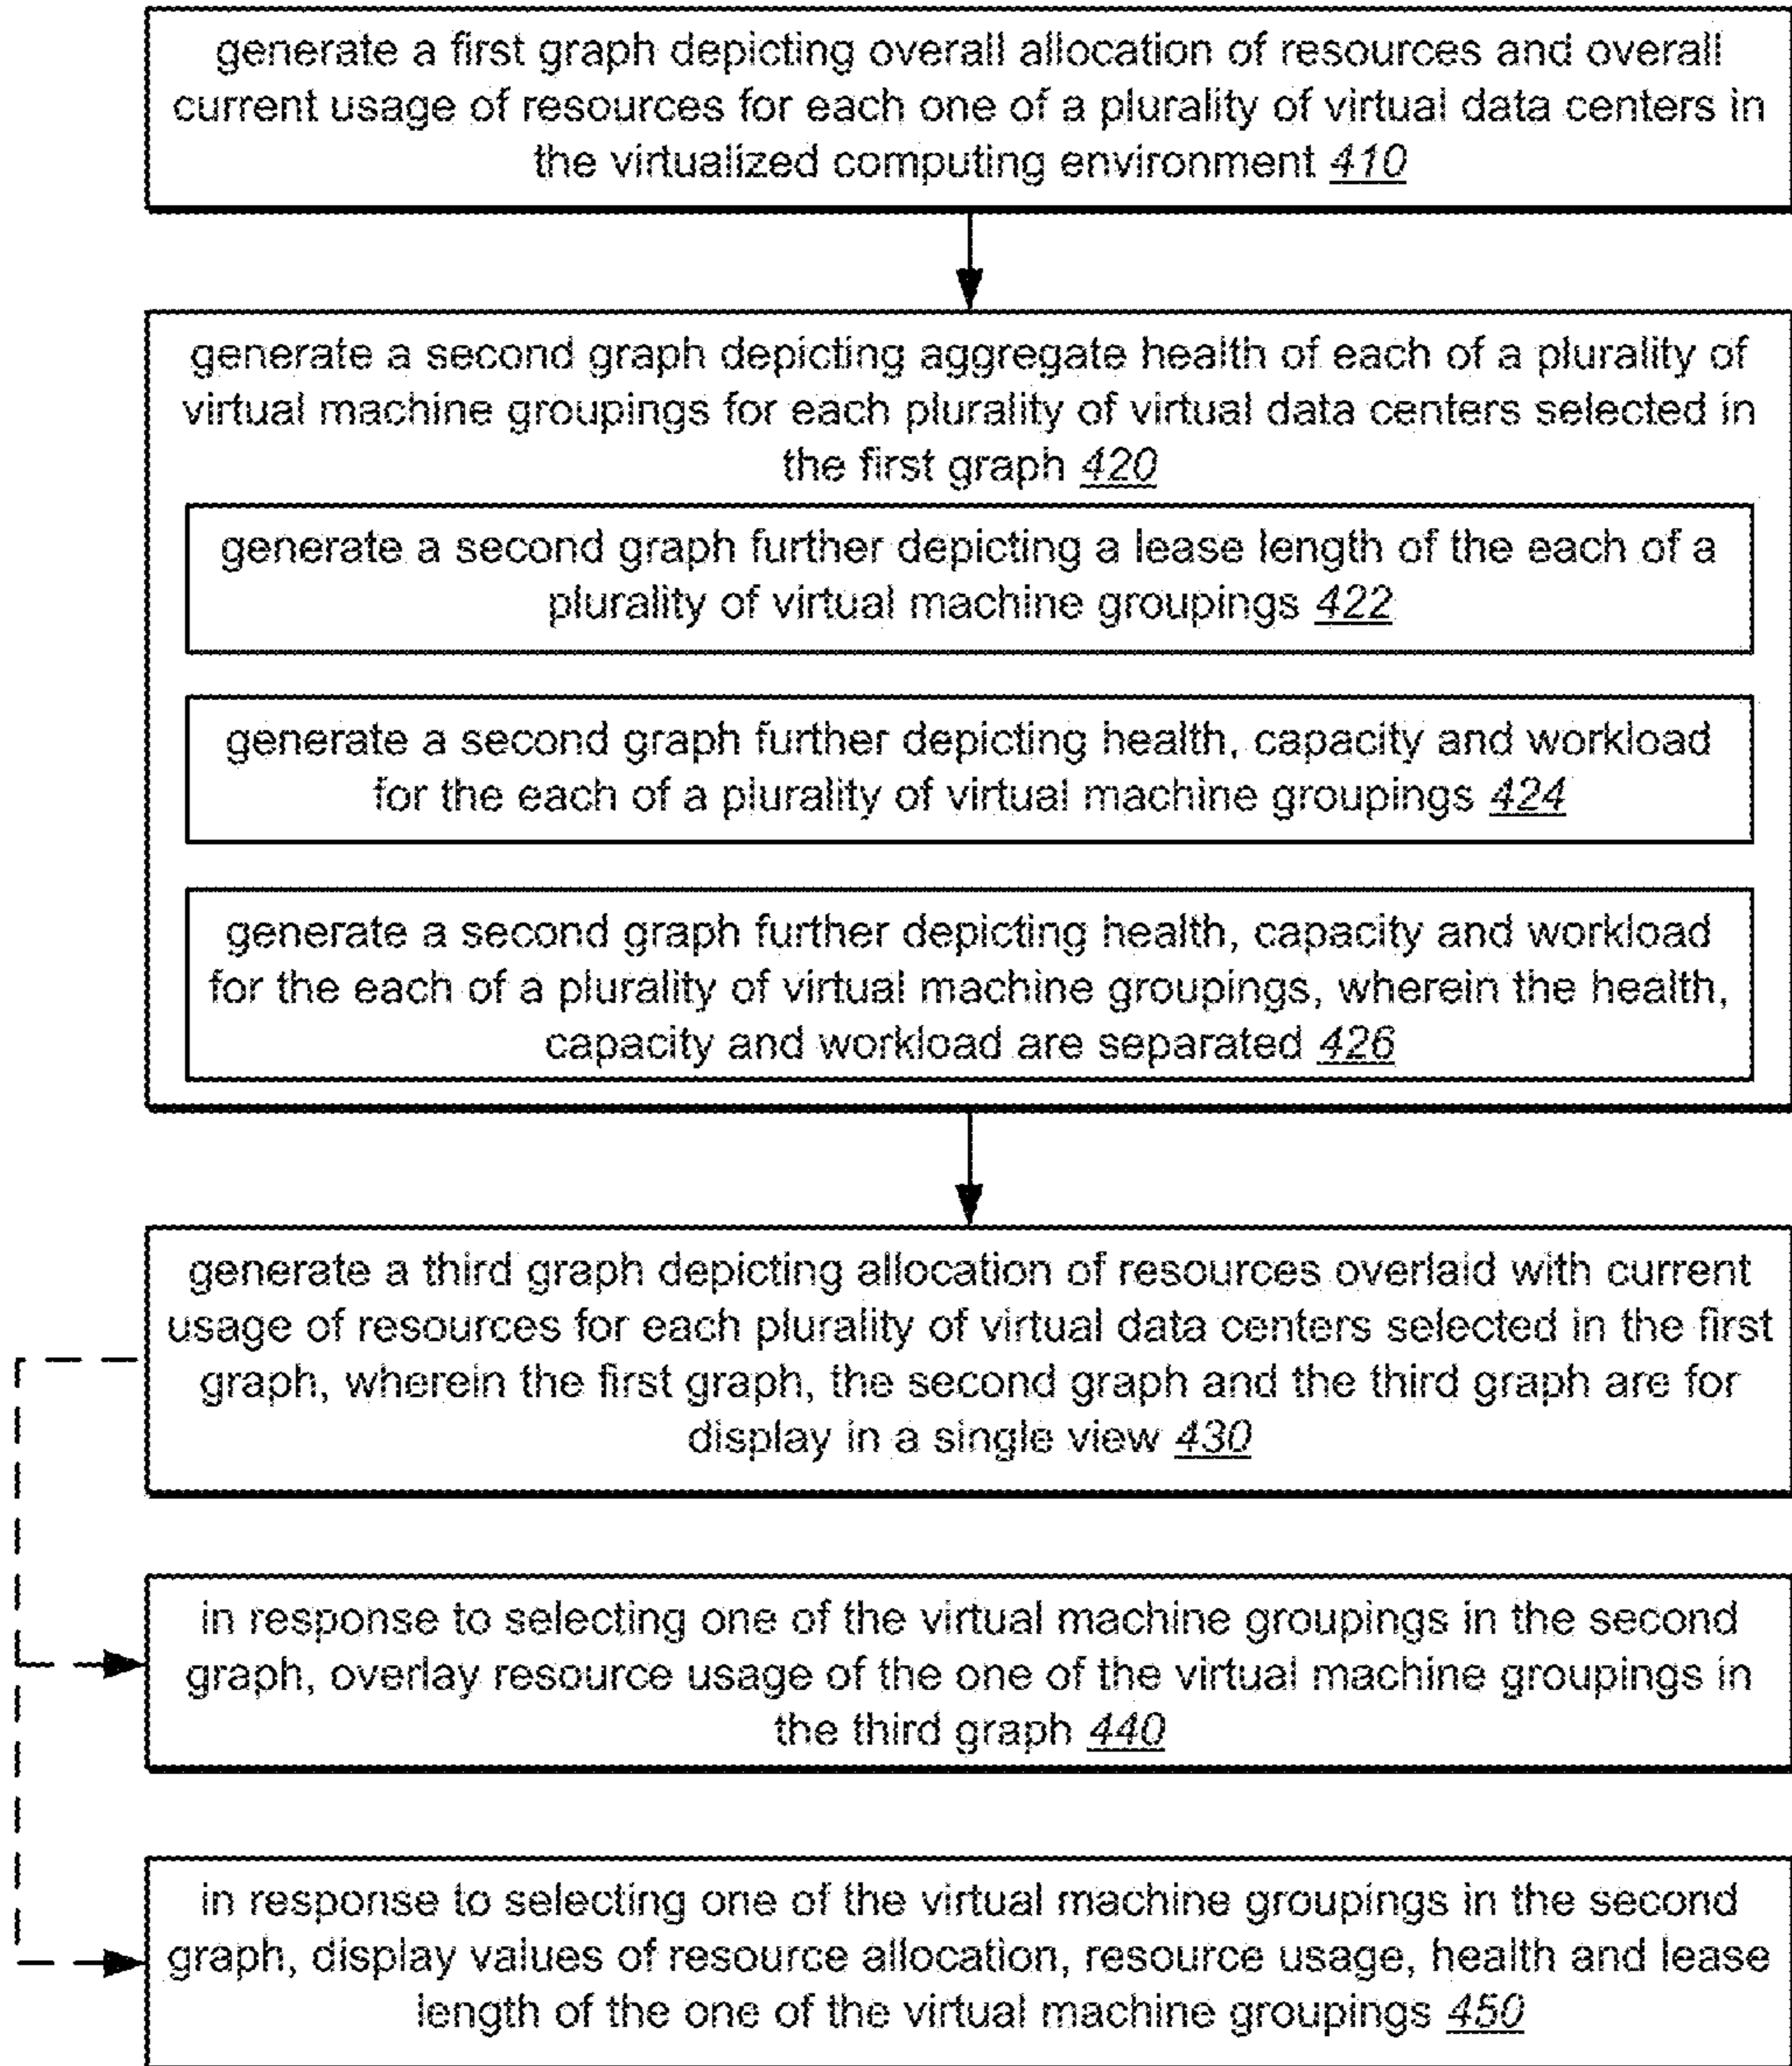 generate a first graph depicting overall allocation of resources and overall
current usage of resources for each one of a plurality of virtual data centers in
the virtualized computing environment 410
generate a second graph depicting aggregate health of each of a plurality of
virtual machine groupings for each plurality of virtual data centers selected in
the first graph 420
generate a second graph further depicting a lease length of the each of a
plurality of virtual machine groupings 422
generate a second graph further depicting health, capacity and workload
for the each of a plurality of virtual machine groupings 424
generate a second graph further depicting health, capacity and workload
for the each of a plurality of virtual machine groupings, wherein the health,
capacity and workload are separated 426
generate a third graph depicting allocation of resources overlaid with current
usage of resources for each plurality of virtual data centers selected in the first
graph, wherein the first graph, the second graph and the third graph are for
display in a single view 430
in response to selecting one of the virtual machine groupings in the second
graph, overlay resource usage of the one of the virtual machine groupings in
the third graph 440
in response to selecting one of the virtual machine groupings in the second
graph, display values of resource allocation, resource usage, health and lease
length of the one of the virtual machine groupings 450